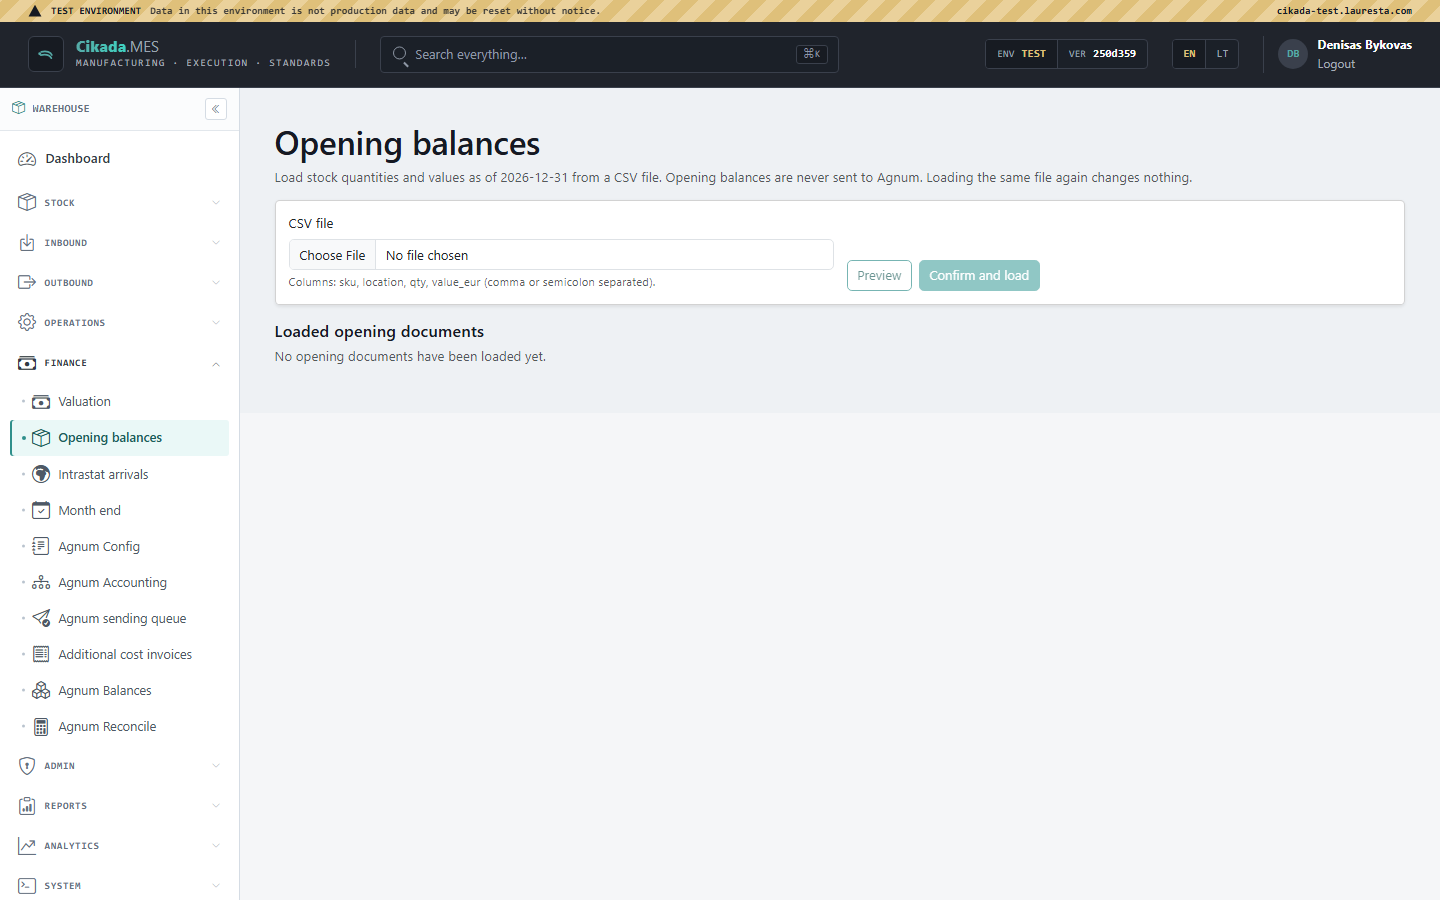 TEST ENVIRONMENT Data in this environment is not production data and may be reset without notice. cikada-test.lauresta.com
Cikada.MES
MANUFACTURING · EXECUTION · STANDARDS
Search everything... ⌘K
ENV TEST VER 250d359
EN LT
DB Denisas Bykovas
Logout
WAREHOUSE
Dashboard
STOCK
INBOUND
OUTBOUND
OPERATIONS
FINANCE
Valuation
Opening balances
Intrastat arrivals
Month end
Agnum Config
Agnum Accounting
Agnum sending queue
Additional cost invoices
Agnum Balances
Agnum Reconcile
ADMIN
REPORTS
ANALYTICS
SYSTEM
Opening balances
Load stock quantities and values as of 2026-12-31 from a CSV file. Opening balances are never sent to Agnum. Loading the same file again changes nothing.
CSV file
Choose File No file chosen
Columns: sku, location, qty, value_eur (comma or semicolon separated).
Preview Confirm and load
Loaded opening documents
No opening documents have been loaded yet.